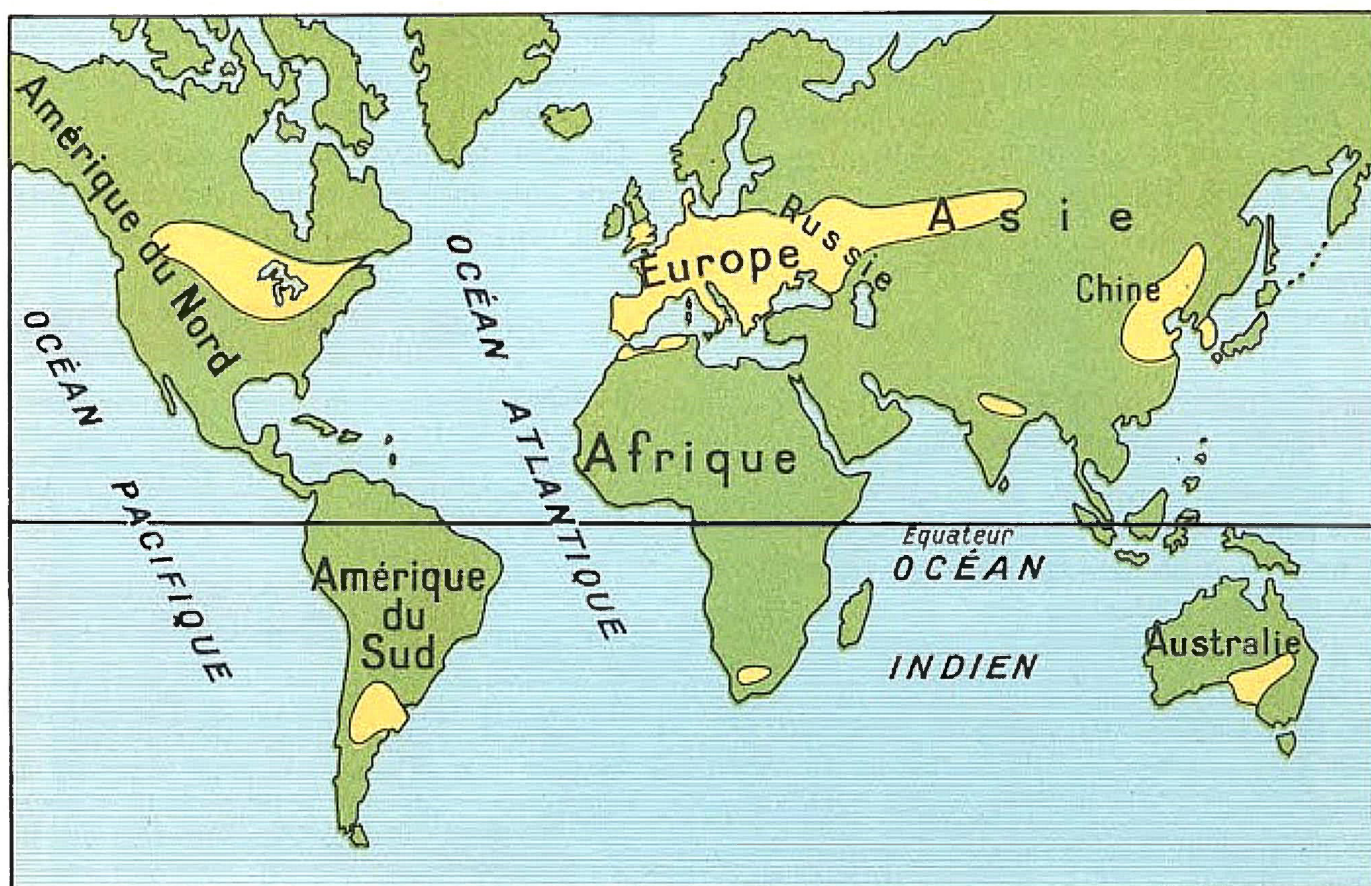 Amérique du Nord
Russie
Asie
Europe
Chine
OCÉAN ATLANTIQUE
OCÉAN PACIFIQUE
Afrique
Equateur
OCÉAN
INDIEN
Amérique
du
Sud
Australie